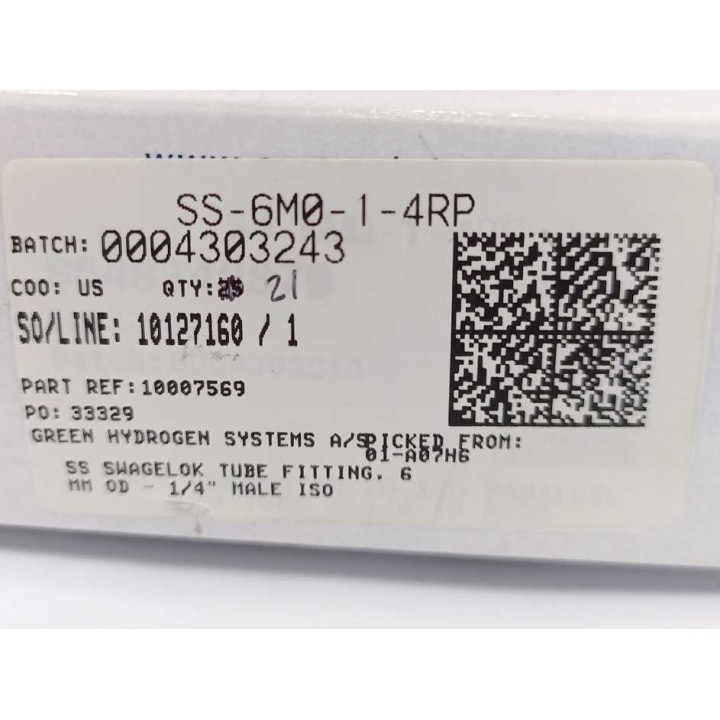 SS-6M0-1-4RP
BATCH: 0004303243
COO: US QTY: 21
SO/LINE: 10127160 / 1
PART REF:10007569
PO: 33329
GREEN HYDROGEN SYSTEMS A/S PICKED FROM:
01-A07H6
SS SWAGELOK TUBE FITTING. 6
MM OD - 1/4" MALE ISO